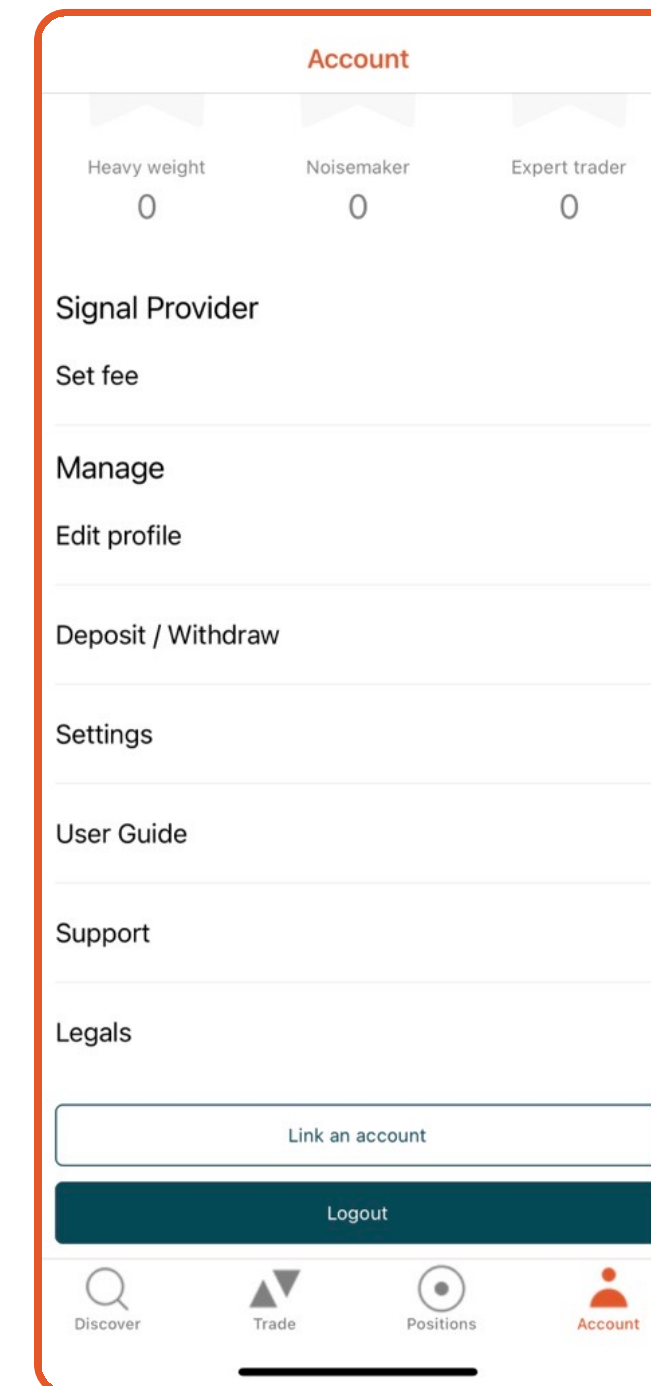 Account
Heavy weight Noisemaker Expert trader
0 0 0
Signal Provider
Set fee
Manage
Edit profile
Deposit / Withdraw
Settings
User Guide
Support
Legals
Link an account
Logout
Discover Trade Positions Account